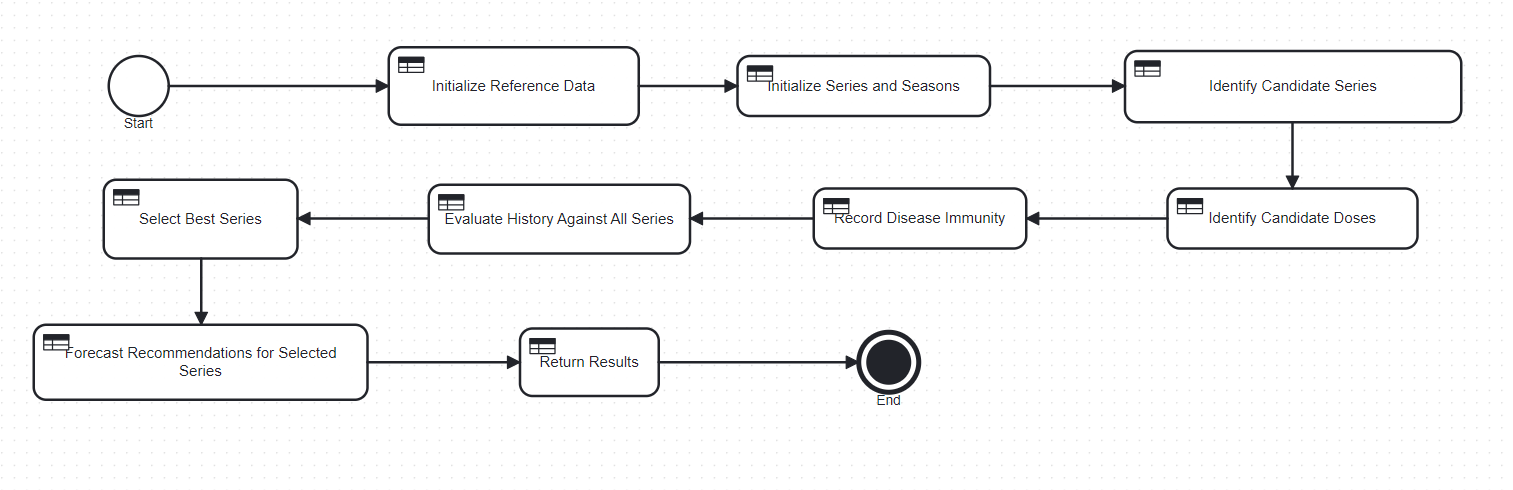 Start
Initialize Reference Data
Initialize Series and Seasons
Identify Candidate Series
Select Best Series
Evaluate History Against All Series
Record Disease Immunity
Identify Candidate Doses
Forecast Recommendations for Selected
Series
Return Results
End